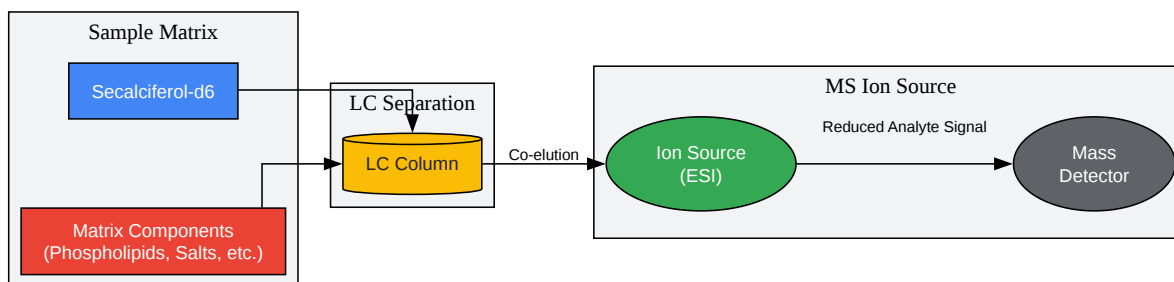 Sample Matrix
Secalciferol-d6
Matrix Components
(Phospholipids, Salts, etc.)
LC Separation
LC Column
Co-elution
MS Ion Source
Ion Source
(ESI)
Reduced Analyte Signal
Mass
Detector